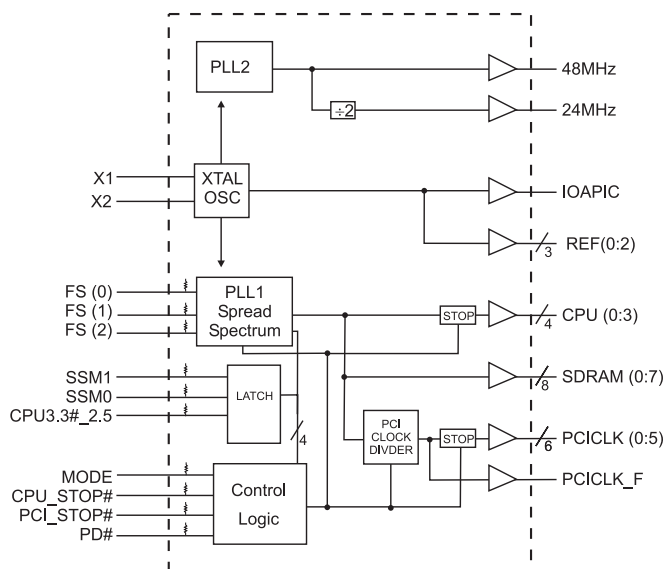 PLL2
48MHz
÷2
24MHz
X1
X2
XTAL
OSC
IOAPIC
REF(0:2)
3
FS (0)
FS (1)
FS (2)
PLL1
Spread
Spectrum
STOP
CPU (0:3)
4
SSM1
SSM0
CPU3.3#_2.5
LATCH
SDRAM (0:7)
8
4
PCI
CLOCK
DIVDER
STOP
PCICLK (0:5)
6
PCICLK_F
MODE
CPU_STOP#
PCI_STOP#
PD#
Control
Logic